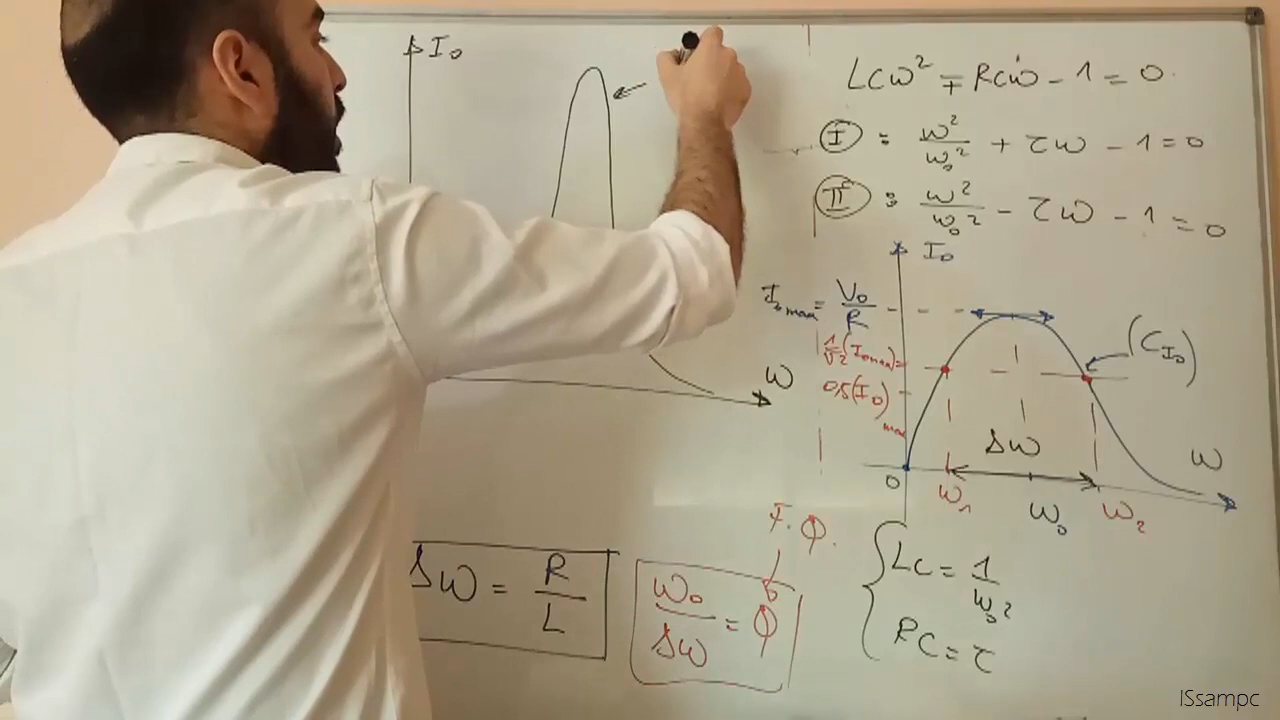 I₀
ω
LCω² ∓ RCω - 1 = 0
I : ω²/ω₀² + τω - 1 = 0
II : ω²/ω₀² - τω - 1 = 0
I₀
I₀max = V₀/R
1/√2 (I₀max) =
0,5(I₀)max
(C_I₀)
Δω
ω
0
ω₁
ω₀
ω₂
F. Φ.
Δω = R/L
ω₀/Δω = Φ
{ LC = 1/ω₀²
RC = τ
ISsampc